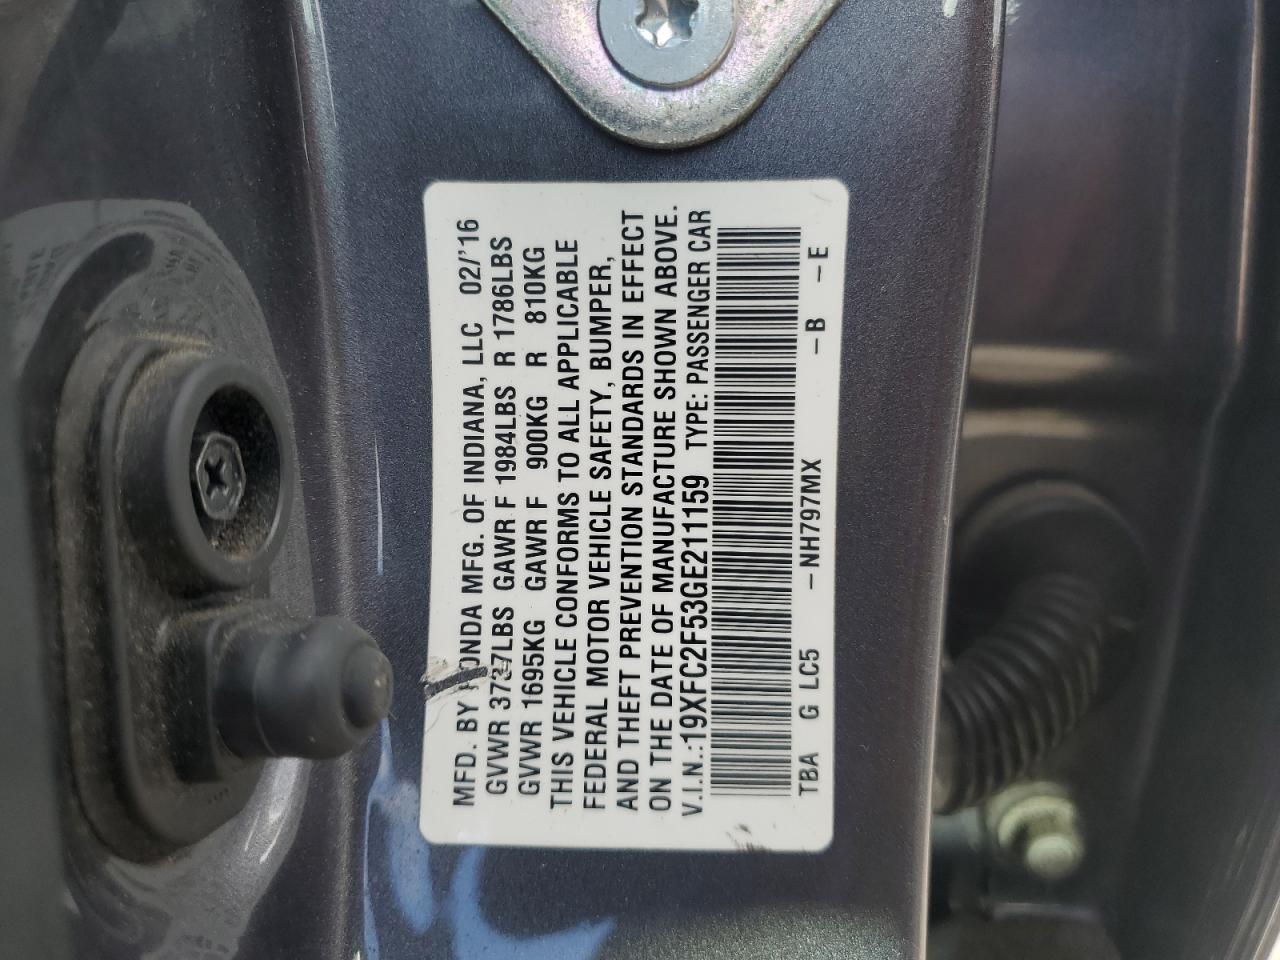 MFD. BY HONDA MFG. OF INDIANA, LLC 02/'16
GVWR 3737LBS GAWR F 1984LBS R 1786LBS
GVWR 1695KG GAWR F 900KG R 810KG
THIS VEHICLE CONFORMS TO ALL APPLICABLE
FEDERAL MOTOR VEHICLE SAFETY, BUMPER,
AND THEFT PREVENTION STANDARDS IN EFFECT
ON THE DATE OF MANUFACTURE SHOWN ABOVE.
V.I.N.:19XFC2F53GE211159 TYPE: PASSENGER CAR
TBA G LC5 -NH797MX -B -E